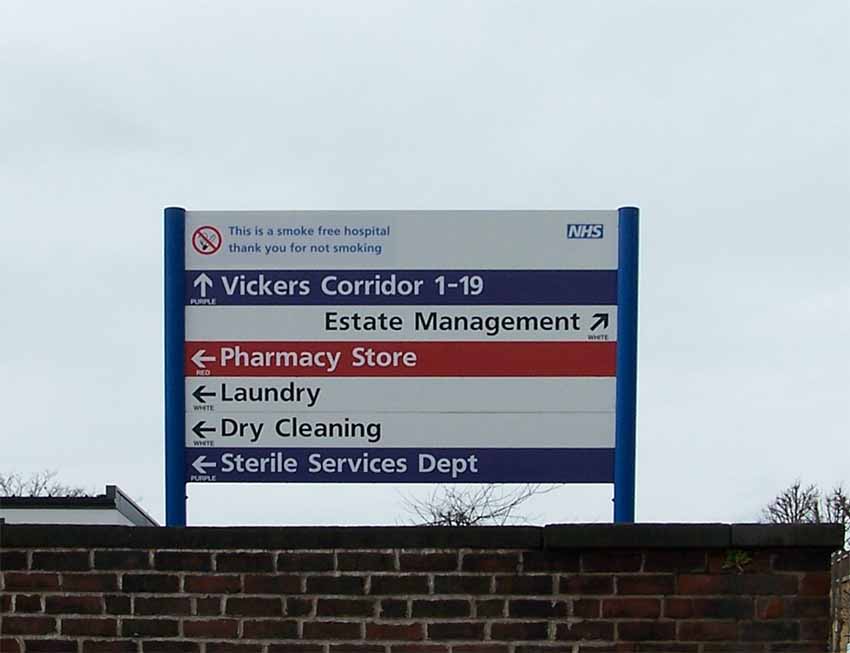 This is a smoke free hospital
thank you for not smoking
NHS
Vickers Corridor 1-19
PURPLE
Estate Management
WHITE
Pharmacy Store
RED
Laundry
WHITE
Dry Cleaning
WHITE
Sterile Services Dept
PURPLE